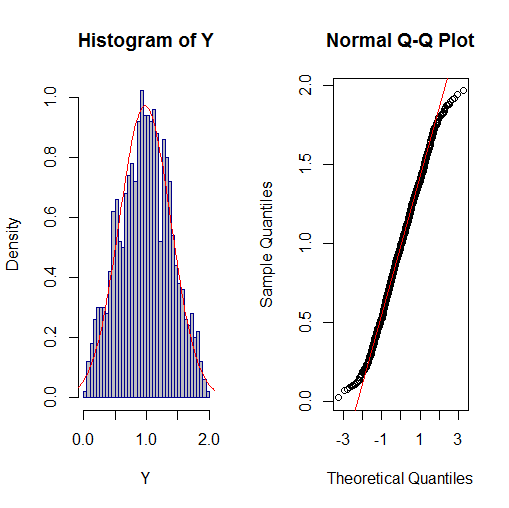 Histogram of Y
Density
0.0 0.2 0.4 0.6 0.8 1.0
0.0 1.0 2.0
Y
Normal Q-Q Plot
Sample Quantiles
0.0 0.5 1.0 1.5 2.0
-3 -1 1 3
Theoretical Quantiles